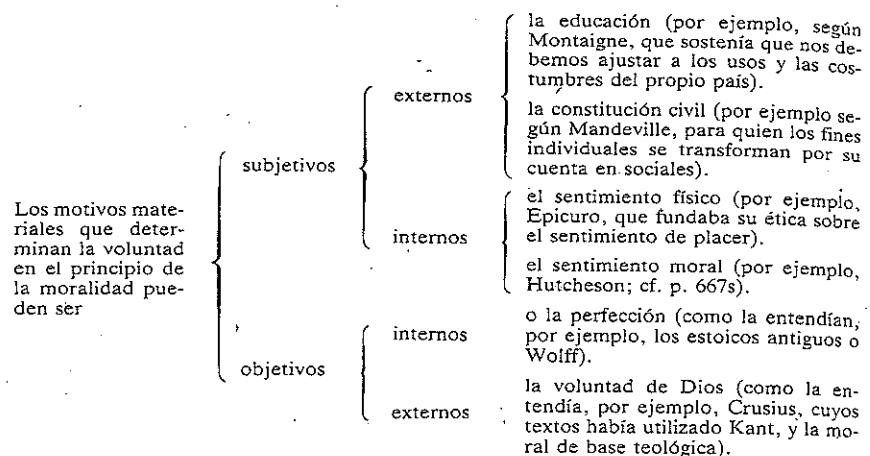 Los motivos mate-
riales que deter-
minan la voluntad
en el principio de
la moralidad pue-
den ser
subjetivos
externos
la educación (por ejemplo, según
Montaigne, que sostenía que nos de-
bemos ajustar a los usos y las cos-
tumbres del propio país).
la constitución civil (por ejemplo se-
gún Mandeville, para quien los fines
individuales se transforman por su
cuenta en sociales).
internos
el sentimiento físico (por ejemplo,
Epicuro, que fundaba su ética sobre
el sentimiento de placer).
el sentimiento moral (por ejemplo,
Hutcheson; cf. p. 667s).
objetivos
internos
o la perfección (como la entendían,
por ejemplo, los estoicos antiguos o
Wolff).
externos
la voluntad de Dios (como la en-
tendía, por ejemplo, Crusius, cuyos
textos había utilizado Kant, y la mo-
ral de base teológica).